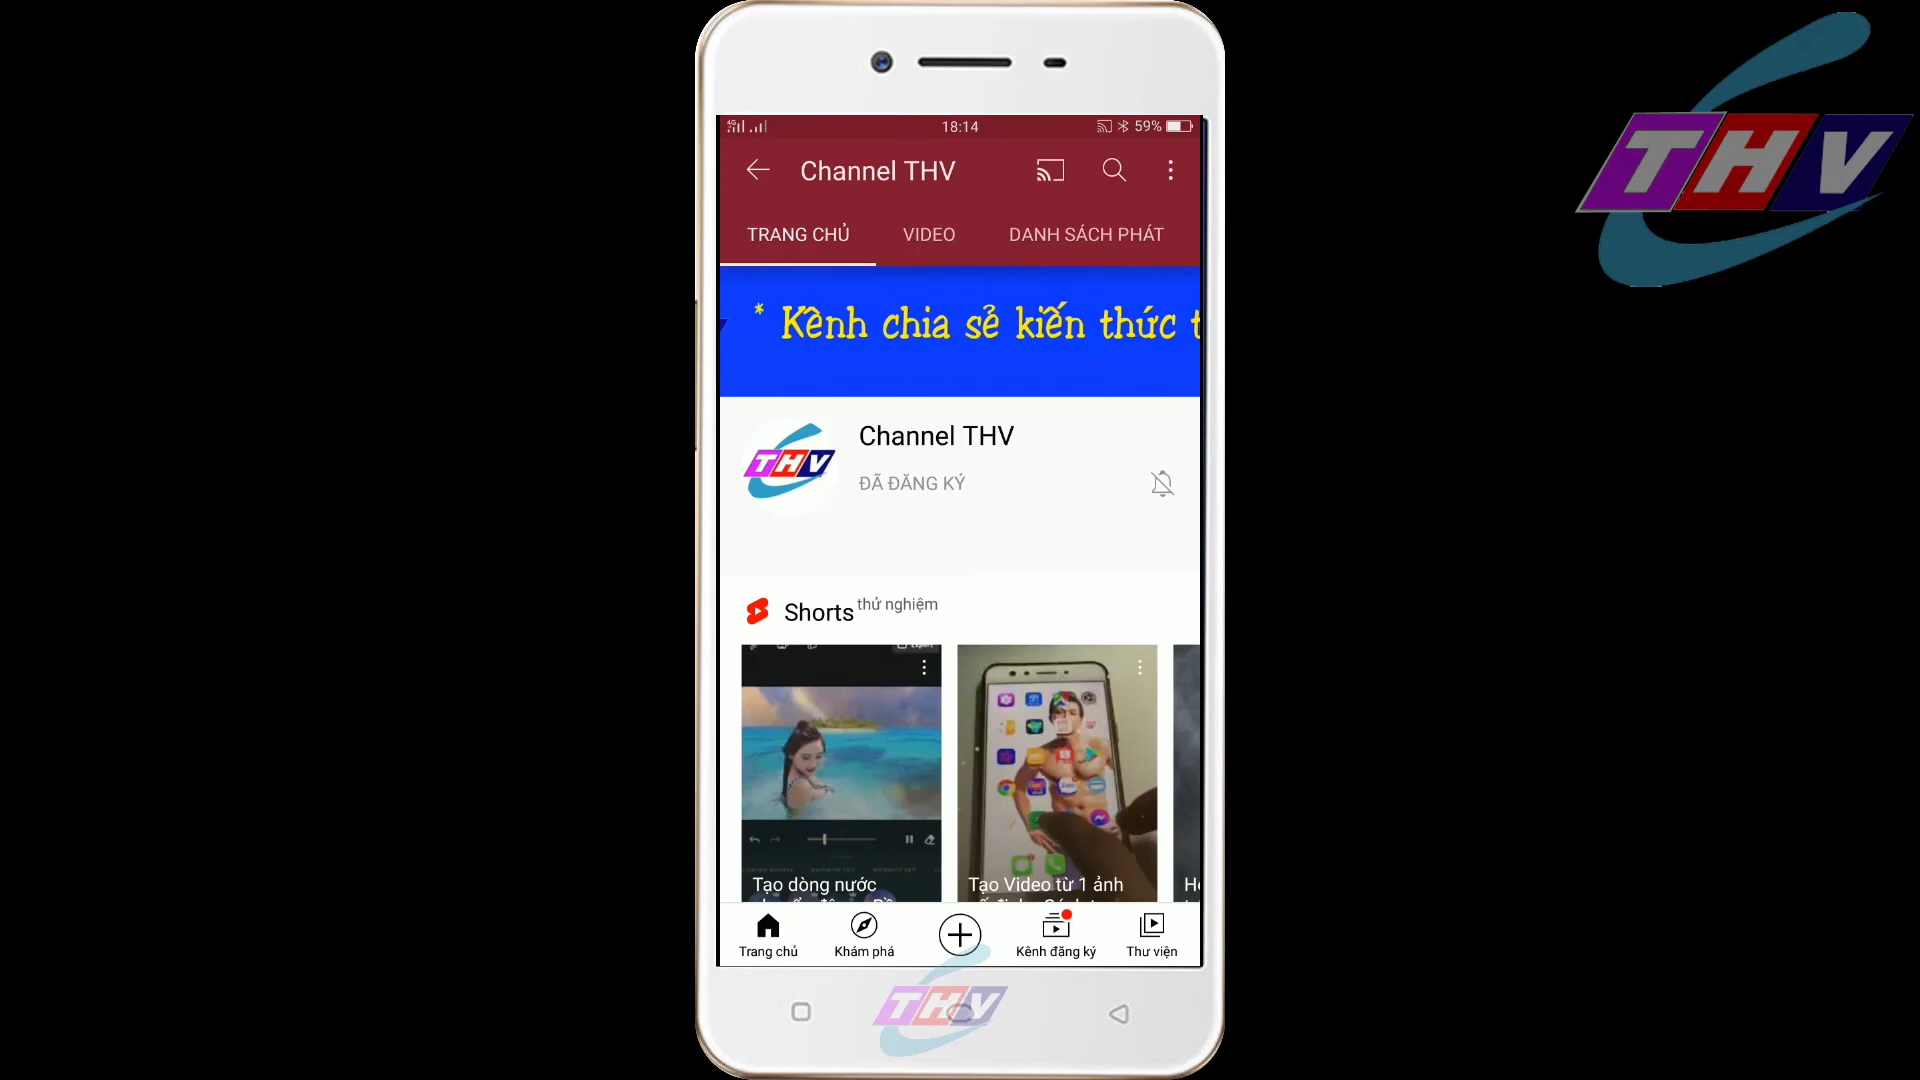 THV
4G
18:14
59%
Channel THV
TRANG CHỦ
VIDEO
DANH SÁCH PHÁT
* Kênh chia sẻ kiến thức t
THV
Channel THV
ĐÃ ĐĂNG KÝ
Shorts thử nghiệm
Tạo dòng nước
Tạo Video từ 1 ảnh
Trang chủ
Khám phá
Kênh đăng ký
Thư viện
THV